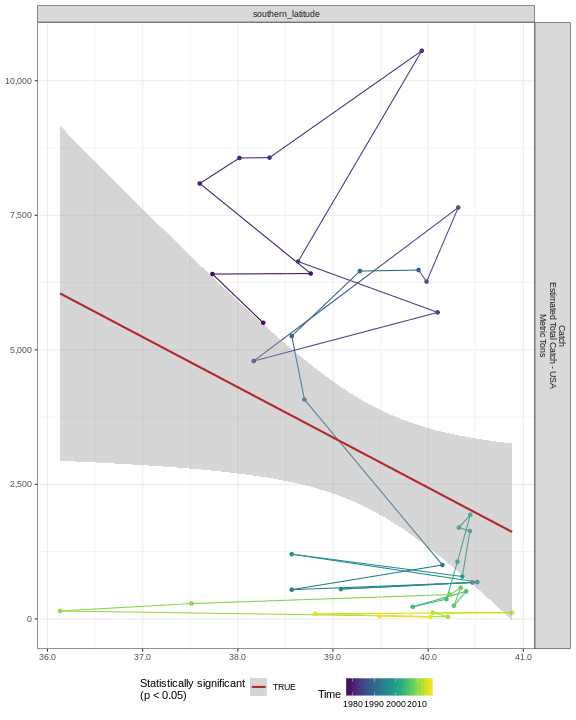 southern_latitude
10,000
7,500
5,000
2,500
0
Catch
Estimated Total Catch - USA
Metric Tons
36.0 37.0 38.0 39.0 40.0 41.0
Statistically significant
(p < 0.05)
TRUE
Time
1980 1990 2000 2010